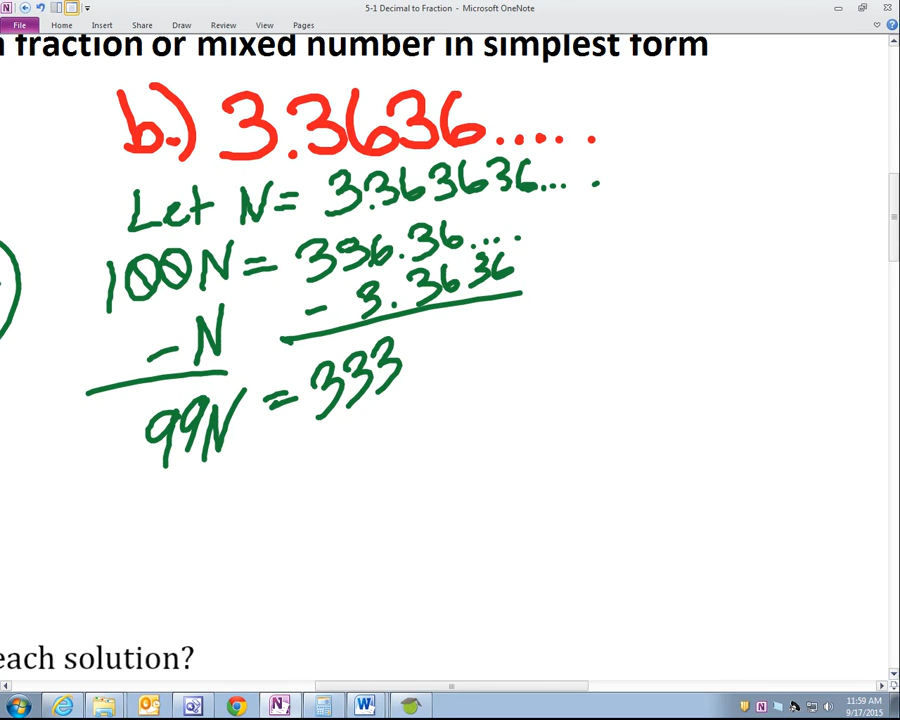 5-1 Decimal to Fraction - Microsoft OneNote
File Home Insert Share Draw Review View Pages
fraction or mixed number in simplest form
b.) 3.3636.....
Let N = 3.363636... .
100N = 336.36....
- N - 3.3636
99N = 333
each solution?
11:59 AM
9/17/2015